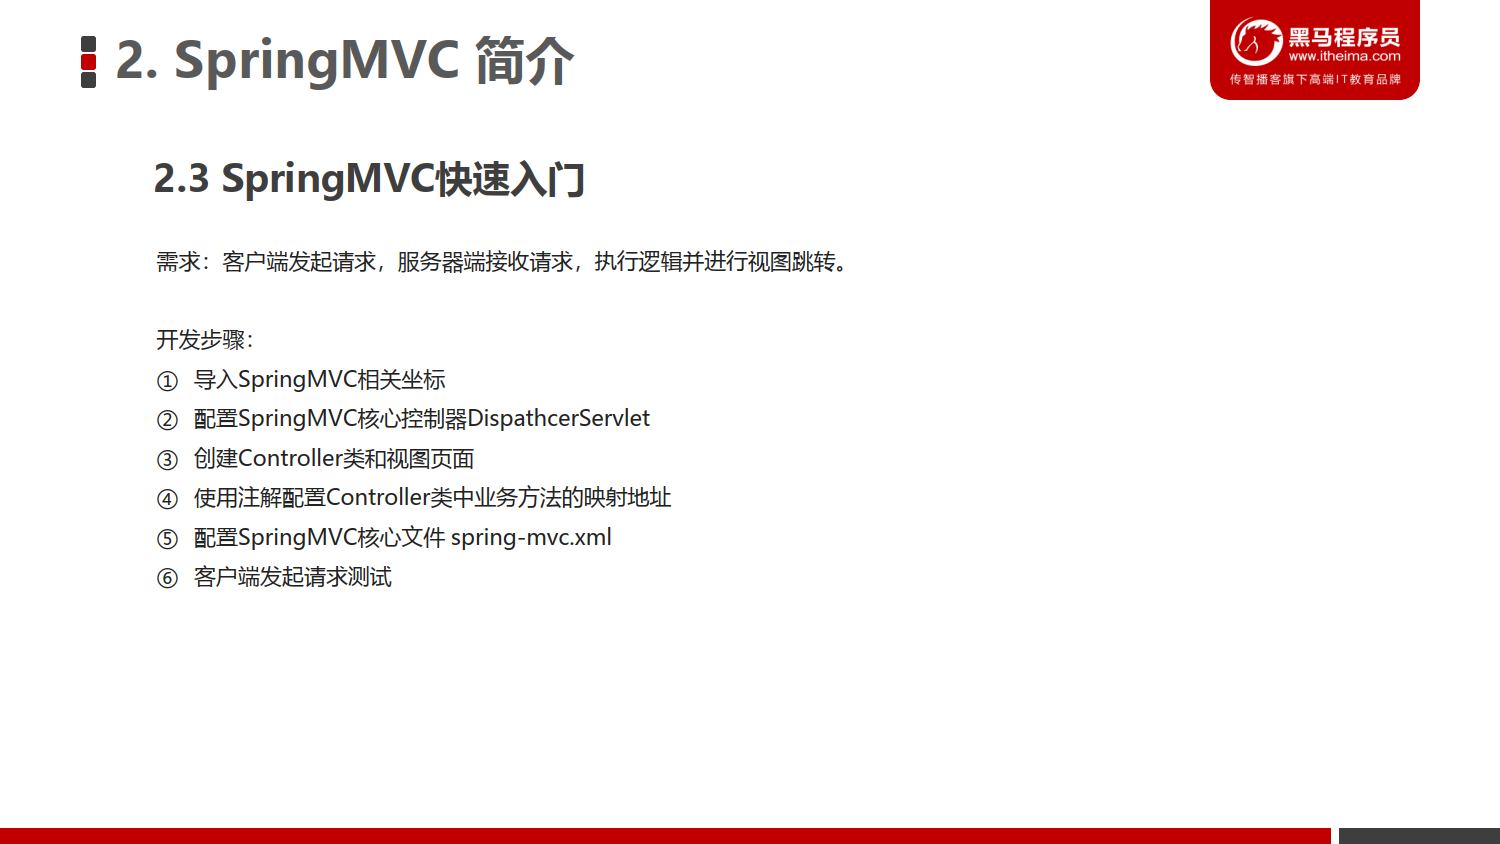 2. SpringMVC 简介
黑马程序员
www.itheima.com
传智播客旗下高端IT教育品牌
2.3 SpringMVC快速入门
需求：客户端发起请求，服务器端接收请求，执行逻辑并进行视图跳转。
开发步骤：
① 导入SpringMVC相关坐标
② 配置SpringMVC核心控制器DispathcerServlet
③ 创建Controller类和视图页面
④ 使用注解配置Controller类中业务方法的映射地址
⑤ 配置SpringMVC核心文件 spring-mvc.xml
⑥ 客户端发起请求测试